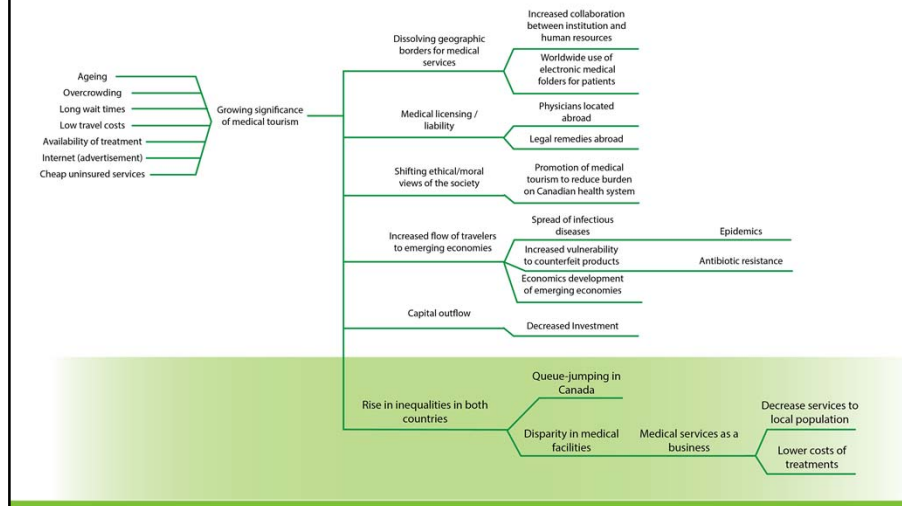 Ageing
Overcrowding
Long wait times
Low travel costs
Availability of treatment
Internet (advertisement)
Cheap uninsured services
Growing significance
of medical tourism
Dissolving geographic
borders for medical
services
Increased collaboration
between institution and
human resources
Worldwide use of
electronic medical
folders for patients
Medical licensing /
liability
Physicians located
abroad
Legal remedies abroad
Shifting ethical/moral
views of the society
Promotion of medical
tourism to reduce burden
on Canadian health system
Increased flow of travelers
to emerging economies
Spread of infectious
diseases
Epidemics
Increased vulnerability
to counterfeit products
Antibiotic resistance
Economics development
of emerging economies
Capital outflow
Decreased Investment
Rise in inequalities in both
countries
Queue-jumping in
Canada
Disparity in medical
facilities
Medical services as a
business
Decrease services to
local population
Lower costs of
treatments